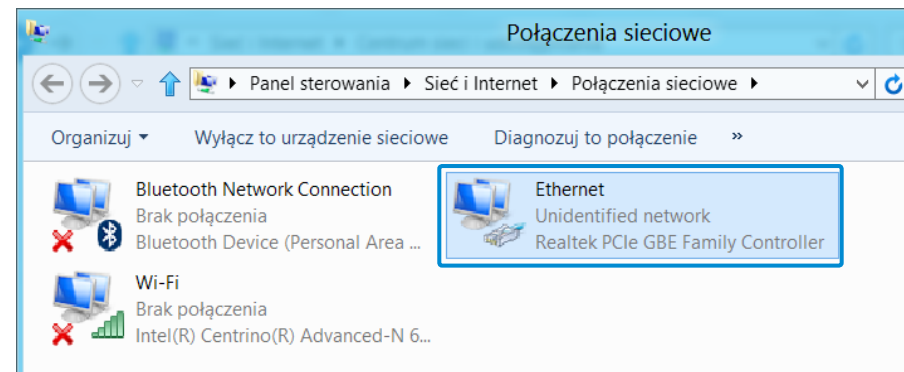 Połączenia sieciowe
Panel sterowania Sieć i Internet Połączenia sieciowe
Organizuj Wyłącz to urządzenie sieciowe Diagnozuj to połączenie »
Bluetooth Network Connection
Brak połączenia
Bluetooth Device (Personal Area ...
Ethernet
Unidentified network
Realtek PCIe GBE Family Controller
Wi-Fi
Brak połączenia
Intel(R) Centrino(R) Advanced-N 6...